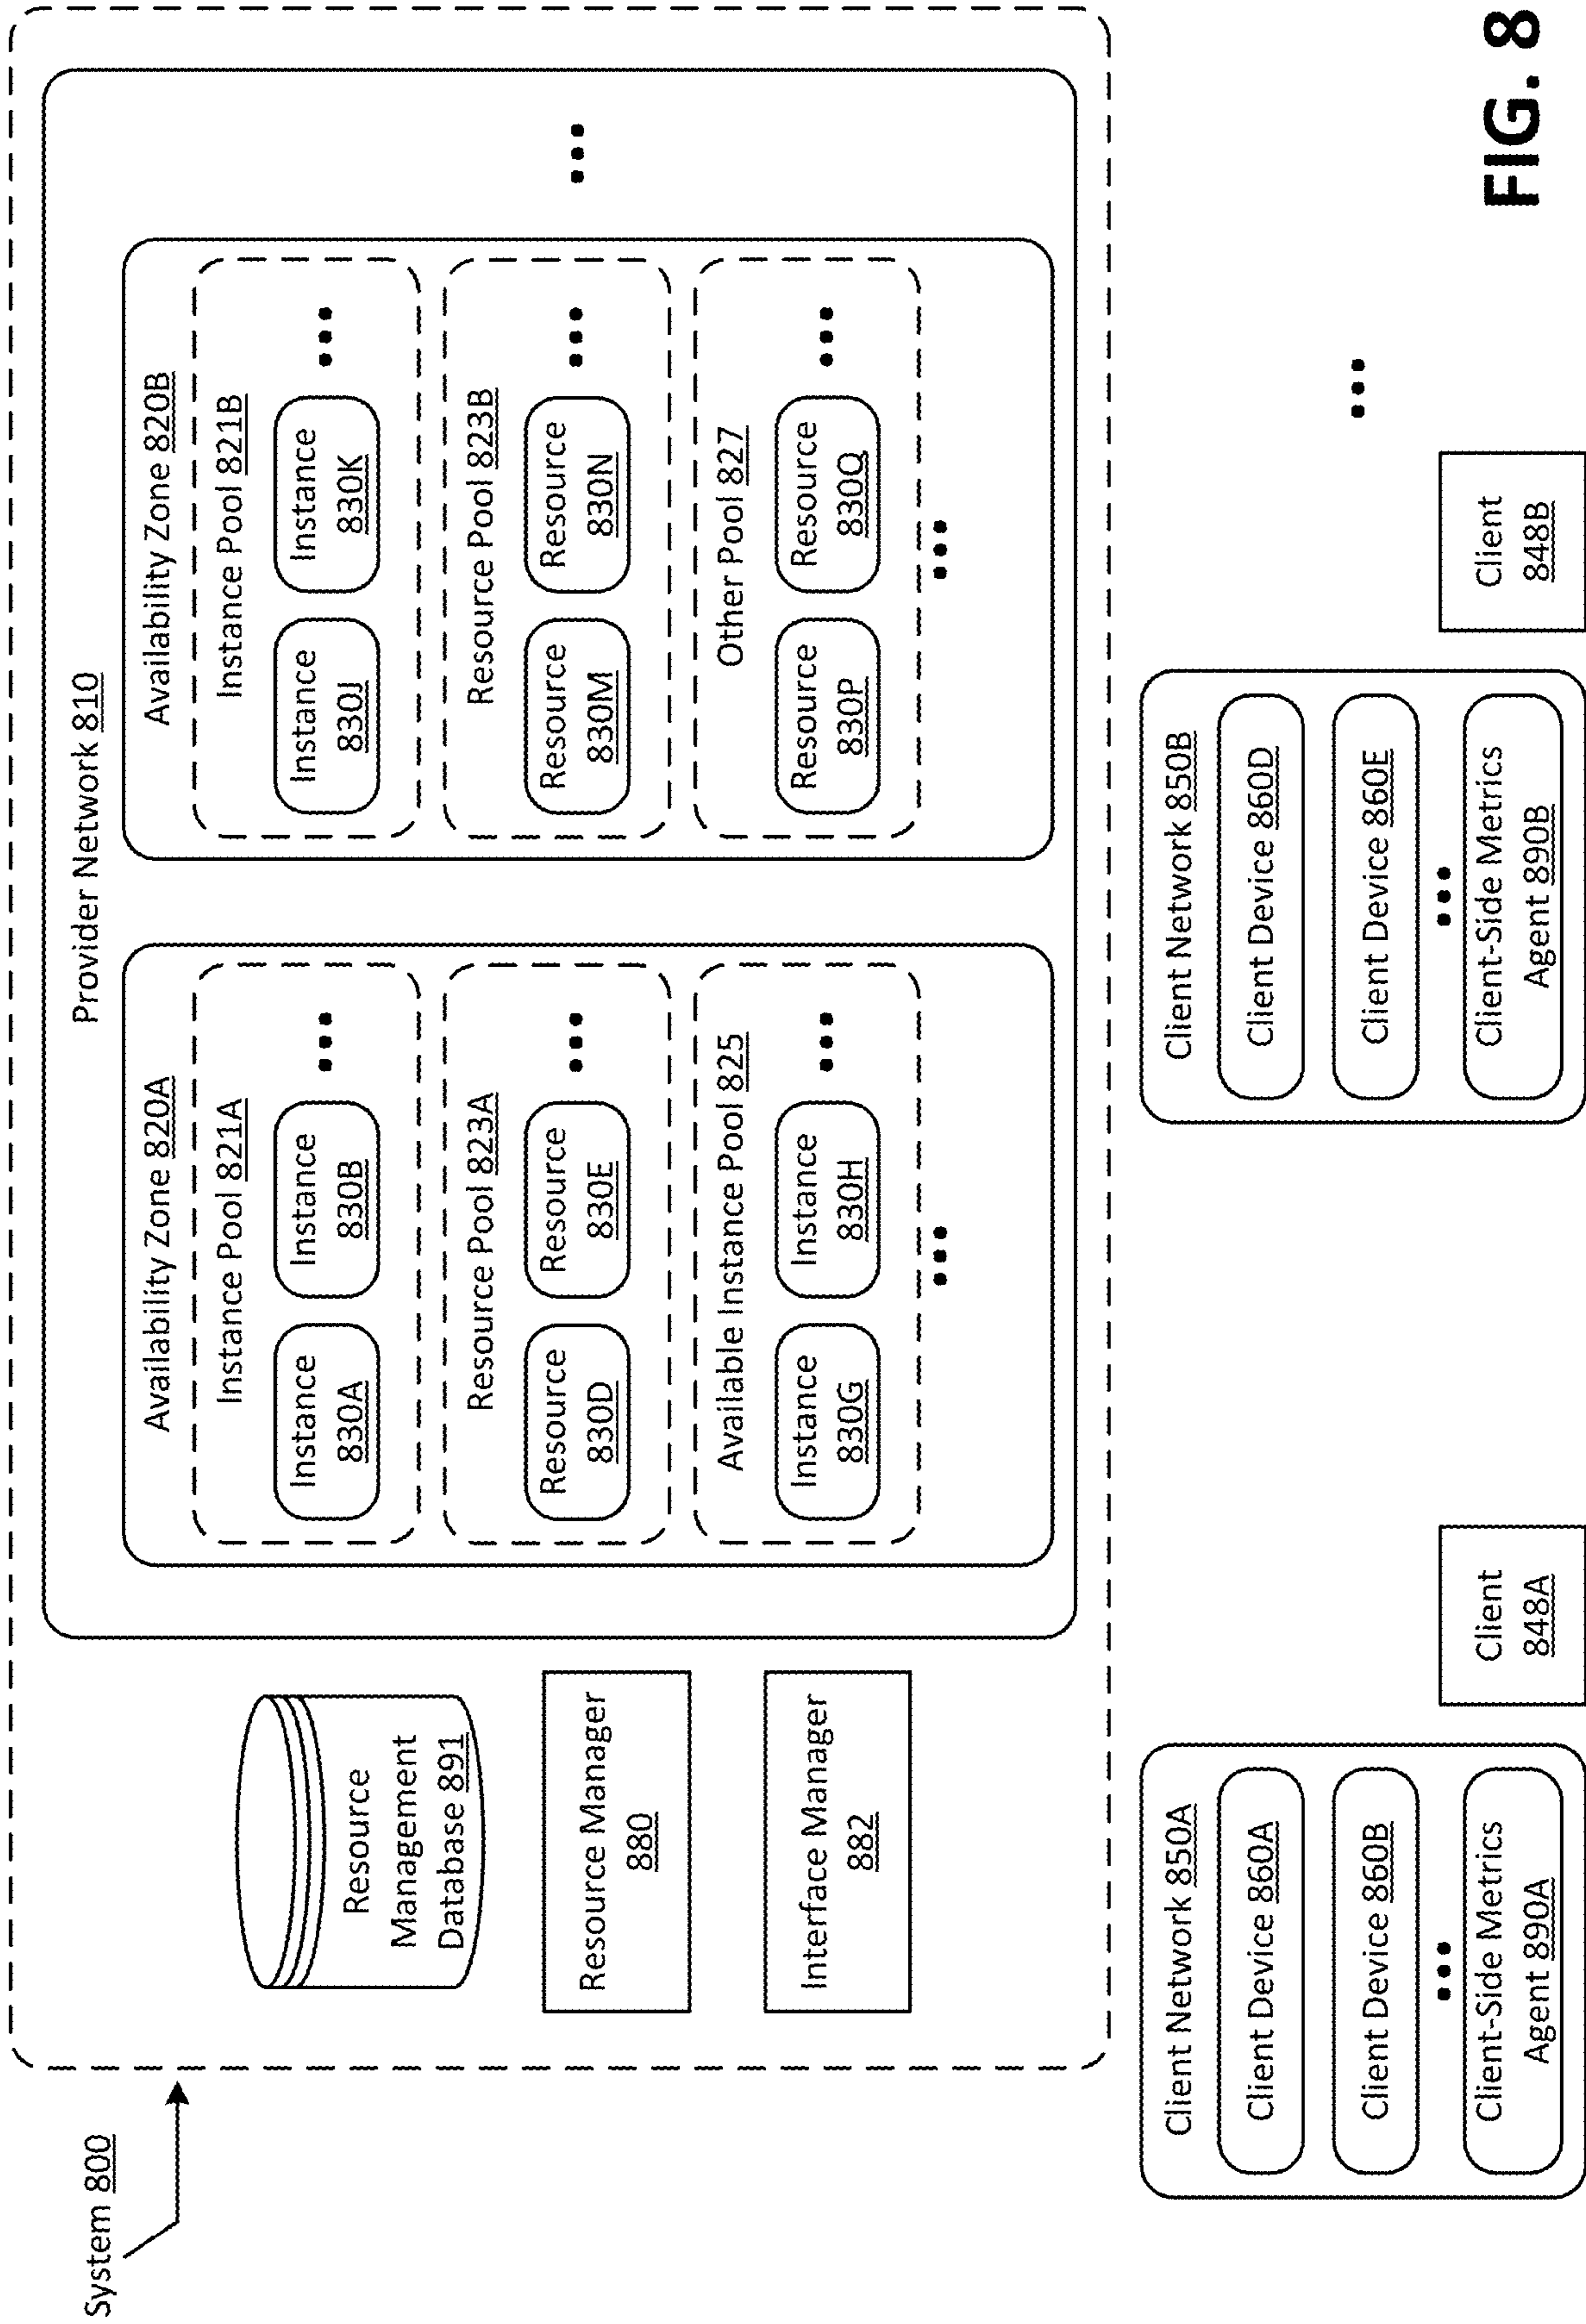 System 800
Provider Network 810
Resource
Management
Database 891
Resource Manager
880
Interface Manager
882
Availability Zone 820A
Instance Pool 821A
Instance
830A
Instance
830B
Resource Pool 823A
Resource
830D
Resource
830E
Available Instance Pool 825
Instance
830G
Instance
830H
Availability Zone 820B
Instance Pool 821B
Instance
830J
Instance
830K
Resource Pool 823B
Resource
830M
Resource
830N
Other Pool 827
Resource
830P
Resource
830Q
Client Network 850A
Client Device 860A
Client Device 860B
Client-Side Metrics
Agent 890A
Client
848A
Client Network 850B
Client Device 860D
Client Device 860E
Client-Side Metrics
Agent 890B
Client
848B
FIG. 8